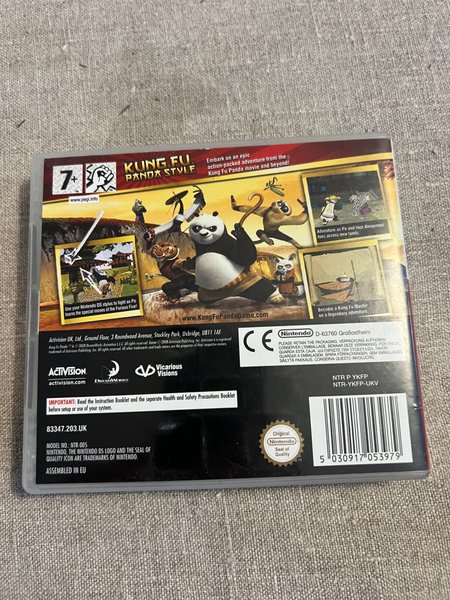 7+
www.pegi.info
KUNG FU
PANDA STYLE
Embark on an epic
action-packed adventure from the
Kung Fu Panda movie and beyond!
Adventure as Po and face dangerous
foes across new lands.
Use your Nintendo DS stylus to fight as Po
learns the special moves of the Furious Five!
Become a Kung Fu Master
in a legendary adventure.
www.KungFuPandaGame.com
Activision UK, Ltd, Ground Floor, 3 Roundwood Avenue, Stockley Park, Uxbridge, UB11 1AE
CE
Nintendo D-63760 Großostheim
PLEASE RETAIN THE PACKAGING. VERPACKUNG AUFHEBEN.
ACTIVISION
activision.com
DREAMWORKS
Vicarious
Visions
NTR P YKFP
NTR-YKFP-UKV
IMPORTANT: Read the Instruction Booklet and the separate Health and Safety Precautions Booklet
before setup or use of your system.
83347.203.UK
MODEL NO.: NTR-005
NINTENDO, THE NINTENDO DS LOGO AND THE SEAL OF
QUALITY ICON ARE TRADEMARKS OF NINTENDO.
ASSEMBLED IN EU
Original
Nintendo
Seal of
Quality
5 030917 053979